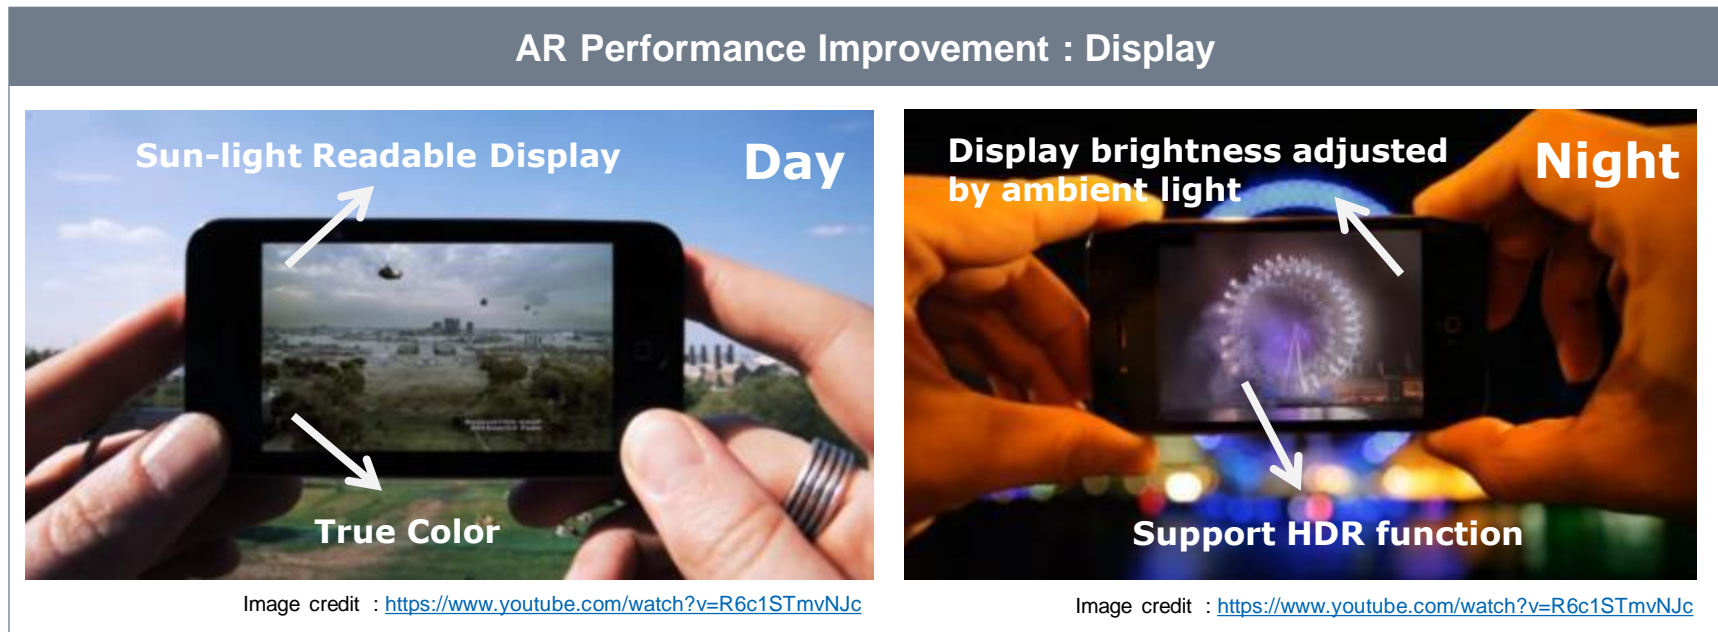 AR Performance Improvement : Display
Sun-light Readable Display
Day
True Color
Image credit : https://www.youtube.com/watch?v=R6c1STmvNJc
Display brightness adjusted
by ambient light
Night
Support HDR function
Image credit : https://www.youtube.com/watch?v=R6c1STmvNJc